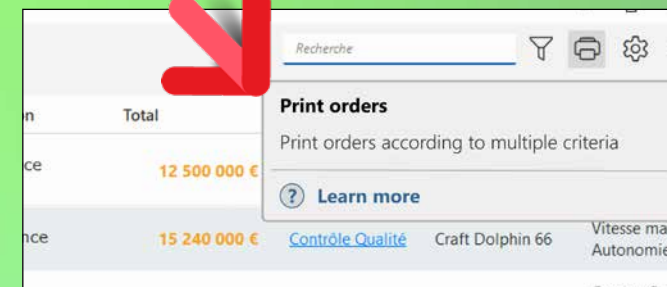 Recherche
on Total
Print orders
Print orders according to multiple criteria
nce 12 500 000 €
Learn more
nce 15 240 000 € Contrôle Qualité Craft Dolphin 66 Vitesse ma
Autonomie